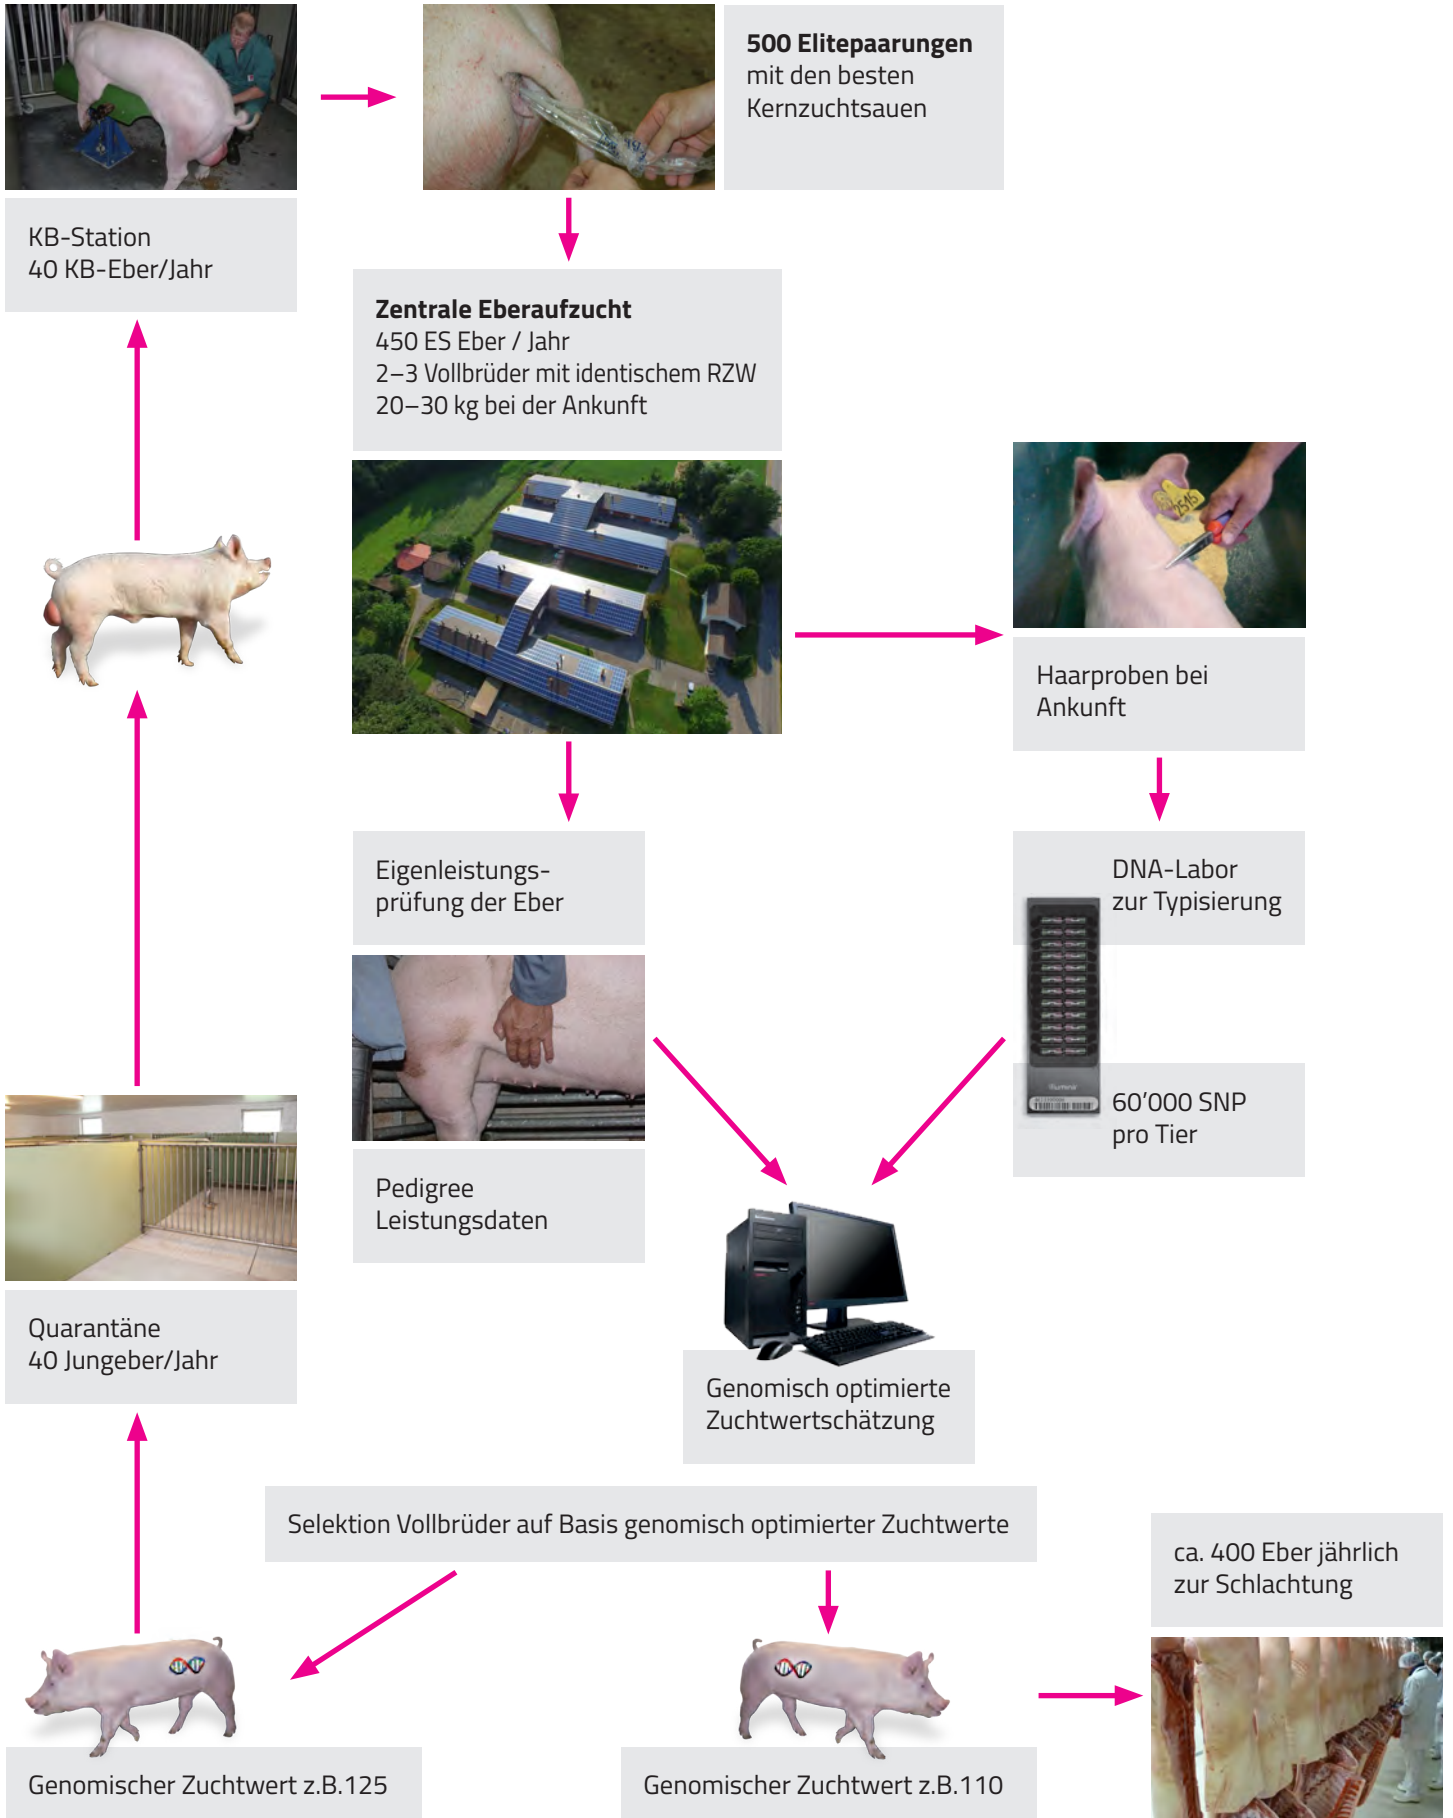 500 Elitepaarungen
mit den besten
Kernzuchtsauen
KB-Station
40 KB-Eber/Jahr
Zentrale Eberaufzucht
450 ES Eber / Jahr
2–3 Vollbrüder mit identischem RZW
20–30 kg bei der Ankunft
2515
Haarproben bei
Ankunft
Eigenleistungs-
prüfung der Eber
DNA-Labor
zur Typisierung
illumina
60’000 SNP
pro Tier
Pedigree
Leistungsdaten
Quarantäne
40 Jungeber/Jahr
Genomisch optimierte
Zuchtwertschätzung
Selektion Vollbrüder auf Basis genomisch optimierter Zuchtwerte
ca. 400 Eber jährlich
zur Schlachtung
Genomischer Zuchtwert z.B.125
Genomischer Zuchtwert z.B.110